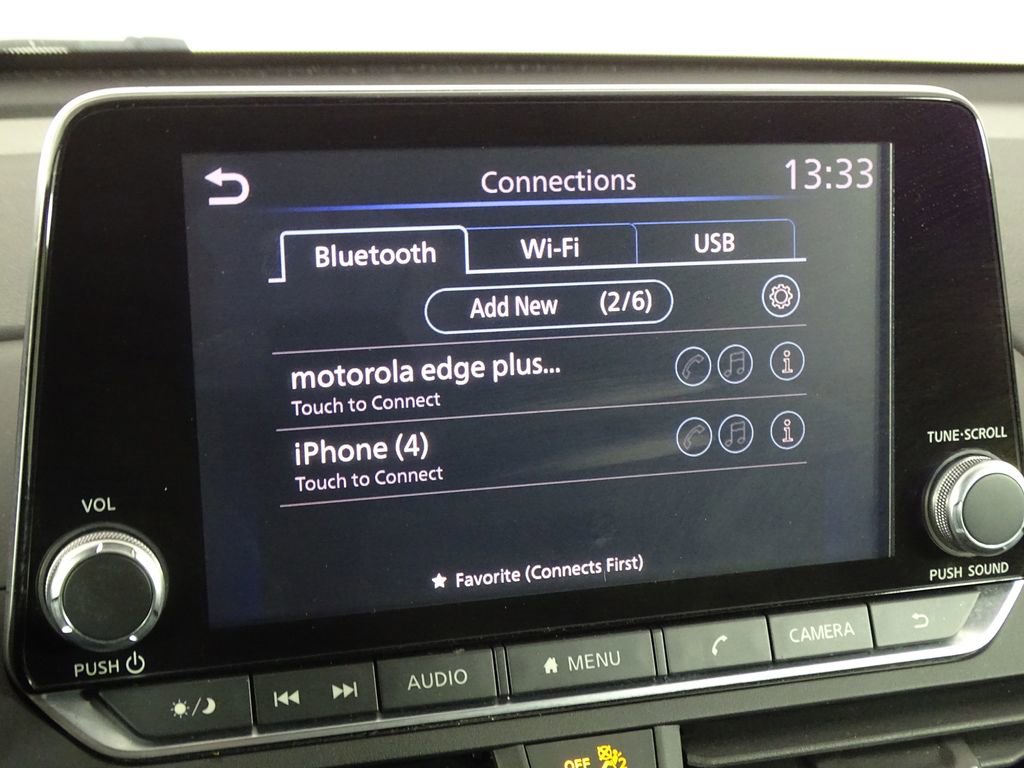 Connections
13:33
Bluetooth
Wi-Fi
USB
Add New (2/6)
motorola edge plus...
Touch to Connect
iPhone (4)
Touch to Connect
★ Favorite (Connects First)
VOL
PUSH
TUNE·SCROLL
PUSH SOUND
AUDIO
MENU
CAMERA
OFF
2